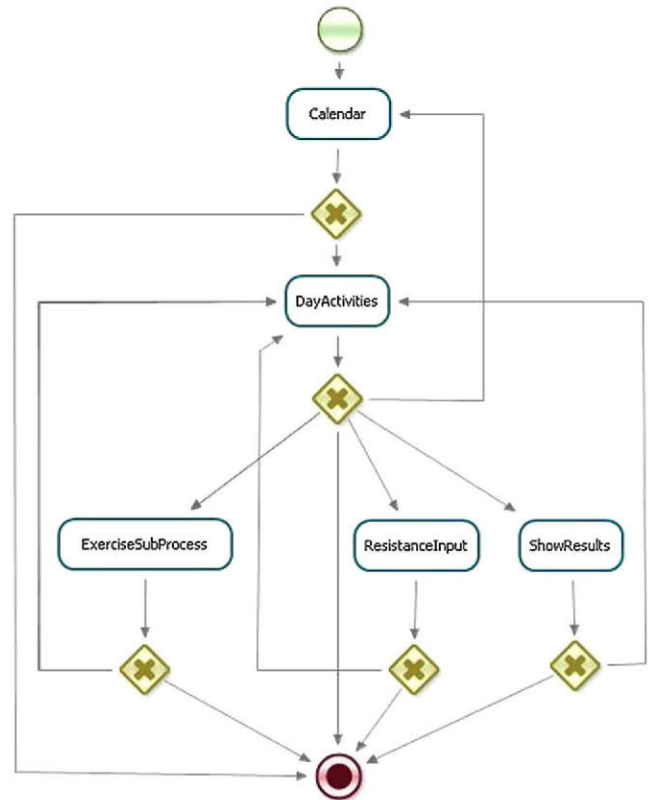 Calendar
DayActivities
ExerciseSubProcess
ResistanceInput
ShowResults